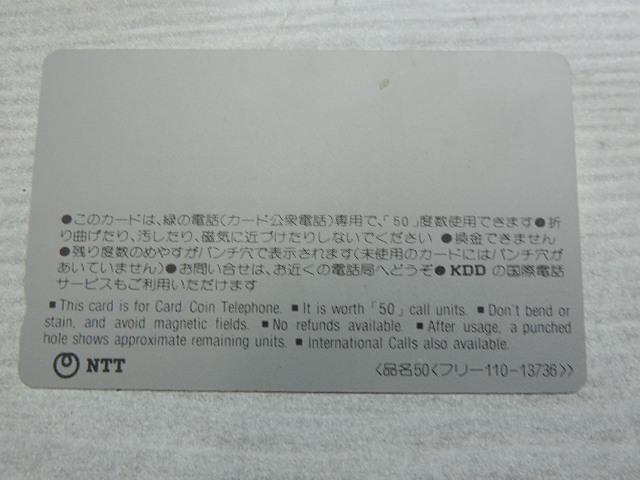 ●このカードは、緑の電話(カード公衆電話)専用で、「50」度数使用できます●折
り曲げたり、汚したり、磁気に近づけたりしないでください ●換金できません
●残り度数のめやすがパンチ穴で表示されます(未使用のカードにはパンチ穴が
あいていません)●お問い合せは、お近くの電話局へどうぞ● KDD の国際電話
サービスもご利用いただけます
■ This card is for Card/Coin Telephone. ■ It is worth「50」call units. ■ Don't bend or
stain, and avoid magnetic fields. ■ No refunds available. ■ After usage, a punched
hole shows approximate remaining units. ■ International Calls also available.
NTT
〈品名50〈フリー110-13736〉〉